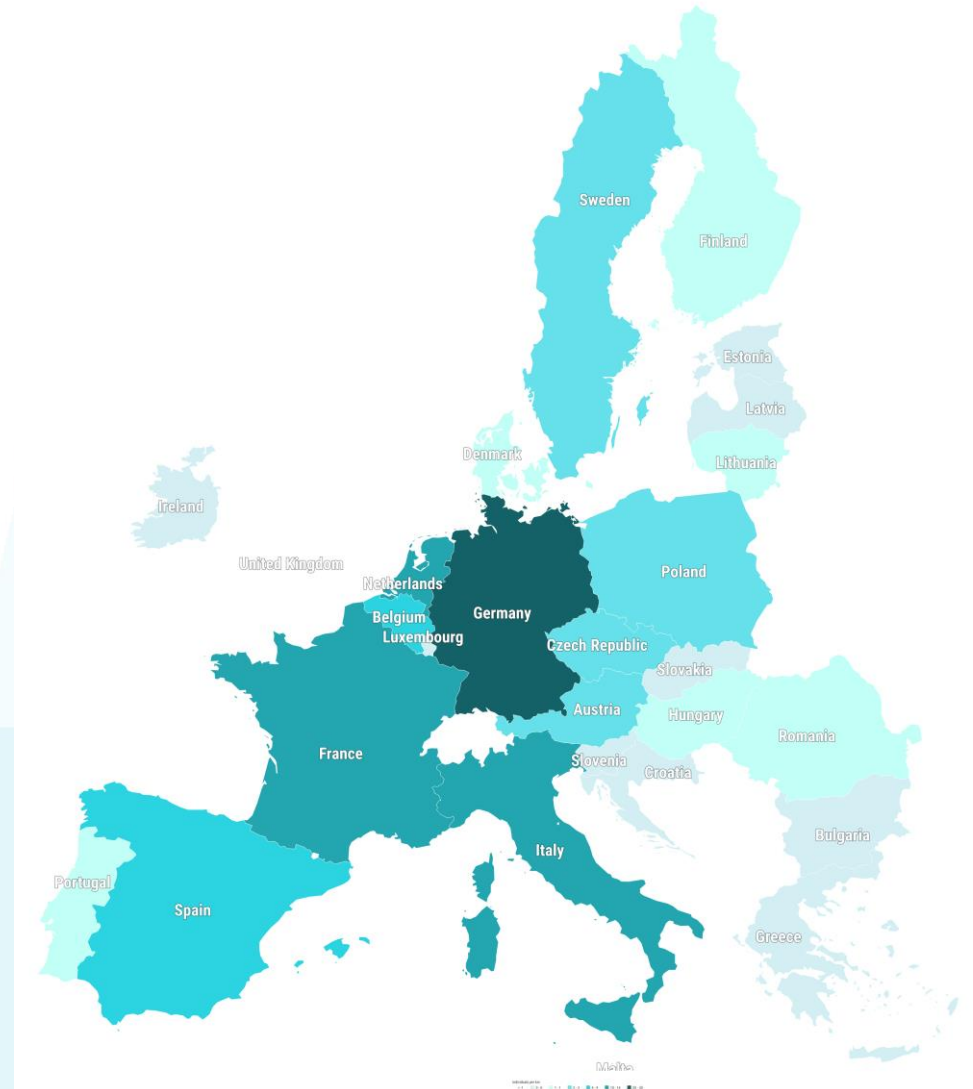 Sweden
Finland
Estonia
Latvia
Lithuania
Denmark
Ireland
United Kingdom
Netherlands
Poland
Germany
Belgium
Luxembourg
Czech Republic
Slovakia
Austria
Hungary
Romania
France
Slovenia
Croatia
Bulgaria
Italy
Portugal
Spain
Greece
Malta